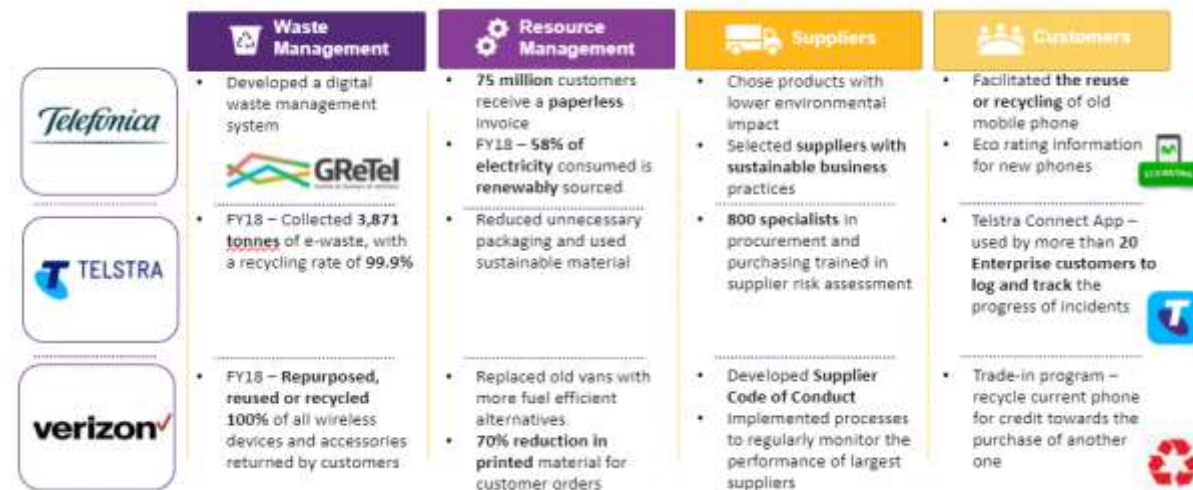 Waste
Management
Resource
Management
Suppliers
Customers
Telefónica
• Developed a digital
waste management
system
GReTel
• 75 million customers
receive a paperless
invoice
• FY18 – 58% of
electricity consumed is
renewably sourced
• Chose products with
lower environmental
impact
• Selected suppliers with
sustainable business
practices
• Facilitated the reuse
or recycling of old
mobile phone
• Eco rating information
for new phones
TELSTRA
• FY18 – Collected 3,871
tonnes of e-waste, with
a recycling rate of 99.9%
• Reduced unnecessary
packaging and used
sustainable material
• 800 specialists in
procurement and
purchasing trained in
supplier risk assessment
• Telstra Connect App –
used by more than 20
Enterprise customers to
log and track the
progress of incidents
verizon
• FY18 – Repurposed,
reused or recycled
100% of all wireless
devices and accessories
returned by customers
• Replaced old vans with
more fuel efficient
alternatives
• 70% reduction in
printed material for
customer orders
• Developed Supplier
Code of Conduct
• Implemented processes
to regularly monitor the
performance of largest
suppliers
• Trade-in program –
recycle current phone
for credit towards the
purchase of another
one